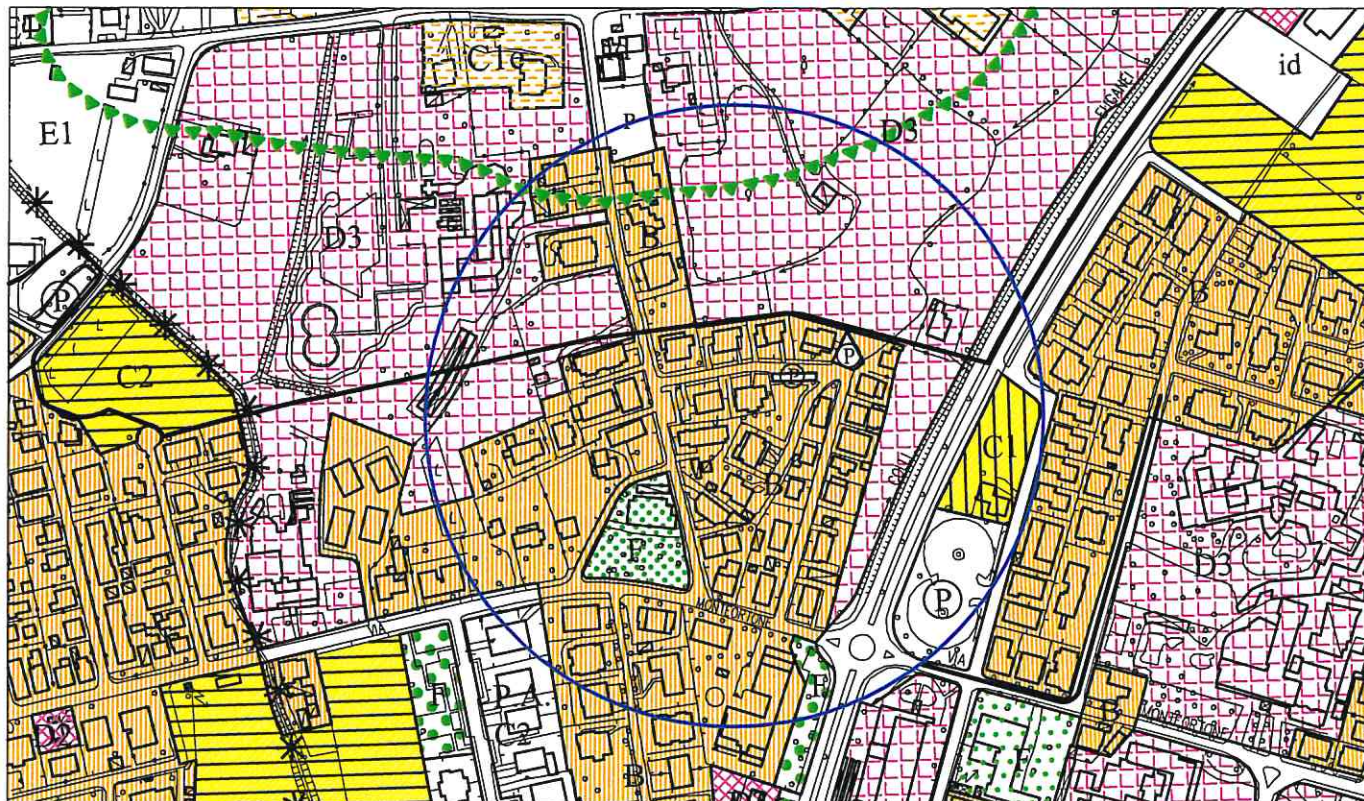 C1e
id
E1
P
D3
EUGANEI
D3
B
B
P
C2
P
P
C1
COLLI
B
F
D3
P
MONTORTONE
VIA
VIA
F
P.A.
C2
F
B
B
MONTORTONE